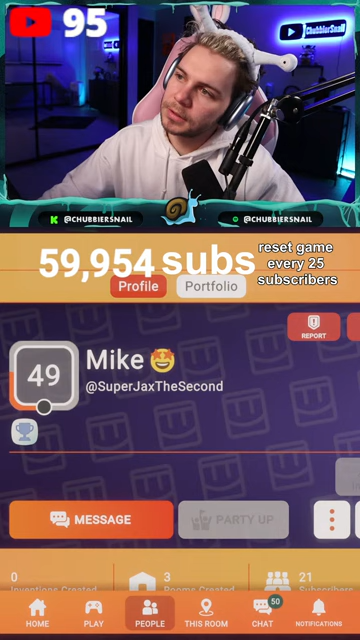 95
ChubbierSnail
@CHUBBIERSNAIL
@CHUBBIERSNAIL
59,954 subs
reset game
every 25
subscribers
Profile
Portfolio
REPORT
49
Mike 🤩
@SuperJaxTheSecond
MESSAGE
PARTY UP
0
3
21
Inventions Created
Rooms Created
Subscribers
HOME
PLAY
PEOPLE
THIS ROOM
CHAT
50
NOTIFICATIONS